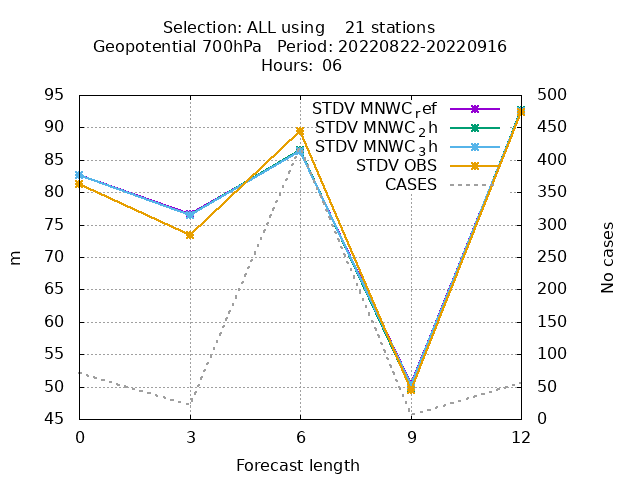 Selection: ALL using    21 stations
Geopotential 700hPa   Period: 20220822-20220916
Hours: 06
95
90
85
80
75
70
65
60
55
50
45
500
450
400
350
300
250
200
150
100
50
0
STDV MNWC_ref
STDV MNWC_2h
STDV MNWC_3h
STDV OBS
CASES
m
No cases
0 3 6 9 12
Forecast length